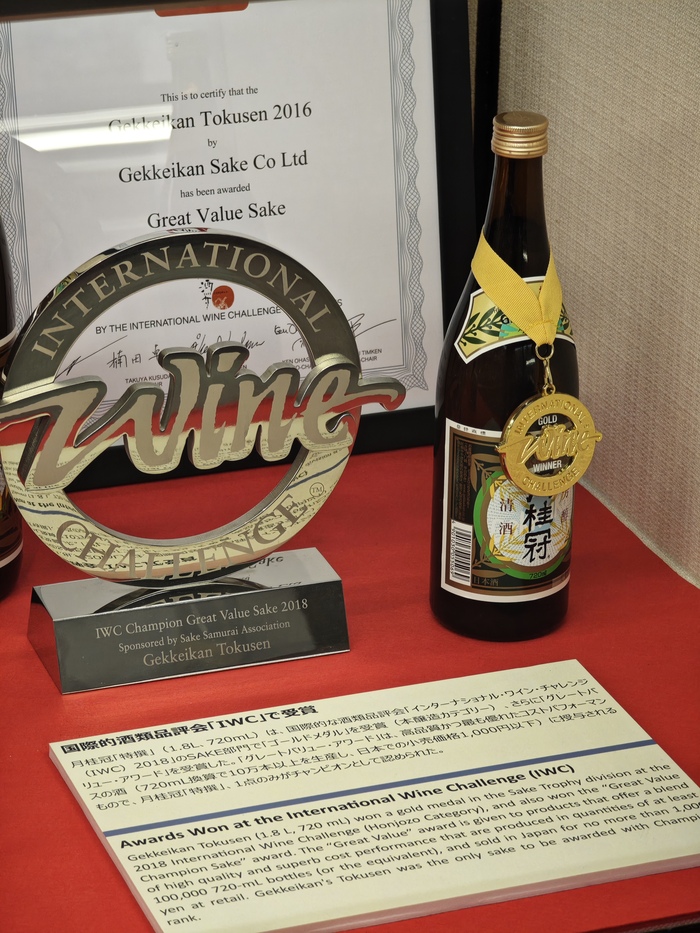 This is to certify that the
Gekkeikan Tokusen 2016
by
Gekkeikan Sake Co Ltd
has been awarded
Great Value Sake
BY THE INTERNATIONAL WINE CHALLENGE
TAKUYA KUSUDA
KEN OHASHI
TIMKEN
CHAIR
INTERNATIONAL
Wine
CHALLENGE
TM
IWC Champion Great Value Sake 2018
Sponsored by Sake Samurai Association
Gekkeikan Tokusen
INTERNATIONAL
GOLD
Wine
WINNER
CHALLENGE
清酒
桂冠
日本酒
720ml
国際的酒類品評会「IWC」で受賞
月桂冠「特撰」(1.8L、720mL) は、国際的な酒類品評会「インターナショナル・ワイン・チャレンジ
(IWC) 2018」のSAKE部門で「ゴールドメダル」を受賞(本醸造カテゴリー)、さらに「グレートバ
リュー・アワード」を受賞した。「グレートバリュー・アワード」は、高品質かつ最も優れたコストパフォーマン
スの酒 (720mL換算で10万本以上を生産し、日本での小売価格1,000円以下) に授与される
もので、月桂冠「特撰」、1点のみがチャンピオンとして認められた。
Awards Won at the International Wine Challenge (IWC)
Gekkeikan Tokusen (1.8 L, 720 mL) won a gold medal in the Sake Trophy division at the
2018 International Wine Challenge (Honjozo Category), and also won the "Great Value
Champion Sake" award. The "Great Value" award is given to products that offer a blend
of high quality and superb cost performance that are produced in quantities of at least
100,000 720-mL bottles (or the equivalent), and sold in Japan for no more than 1,000
yen at retail. Gekkeikan's Tokusen was the only sake to be awarded with Champi
rank.